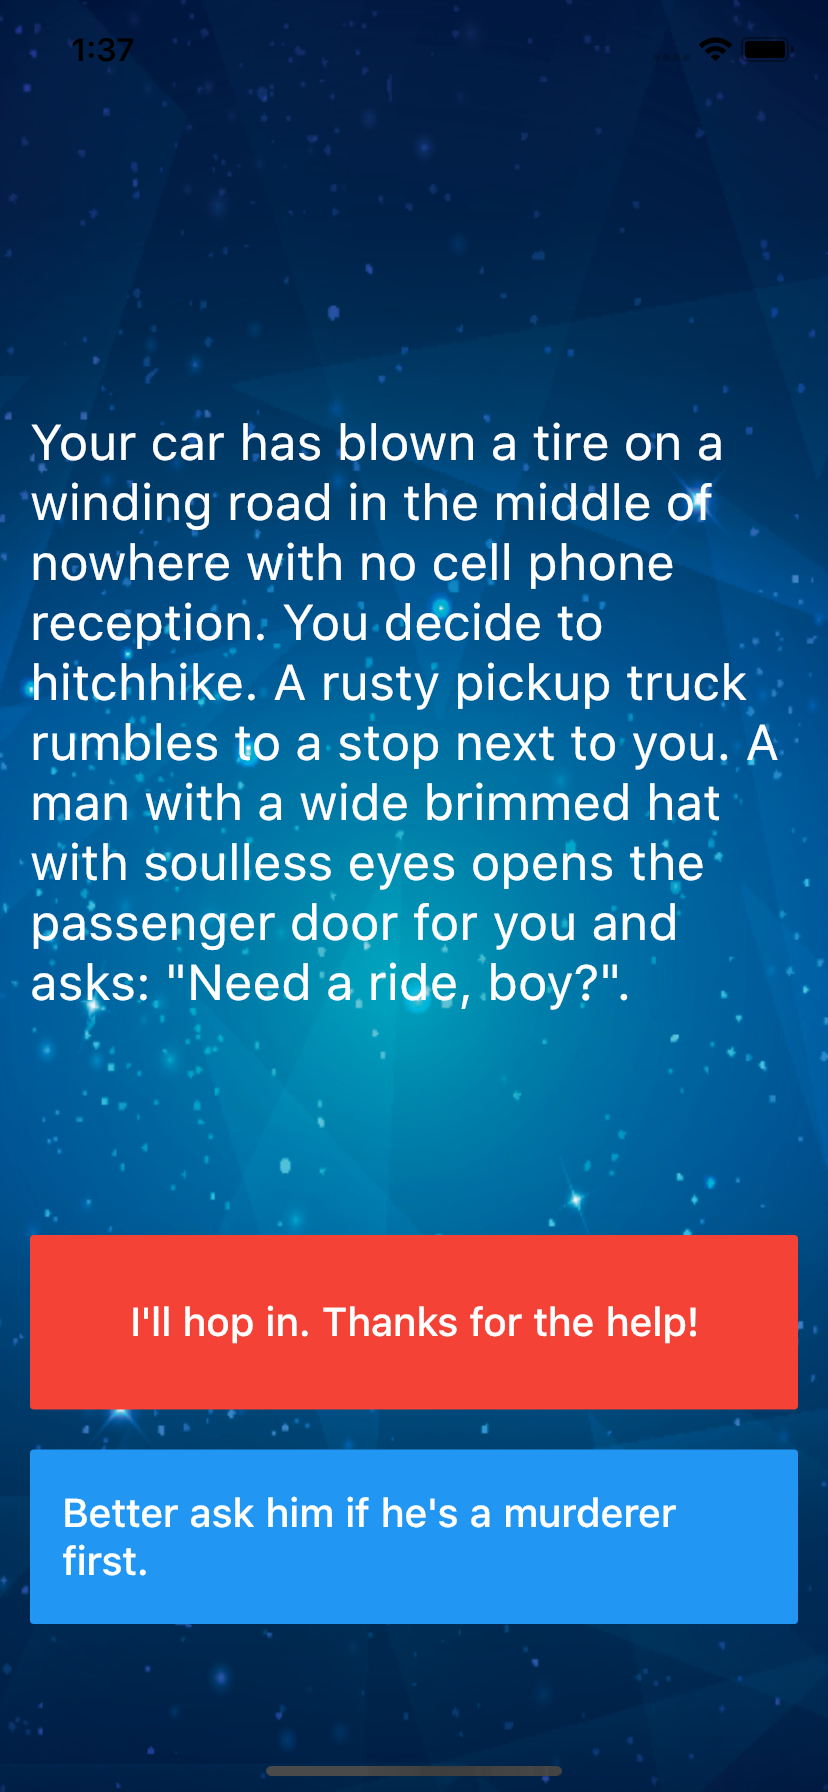 1:37
Your car has blown a tire on a
winding road in the middle of
nowhere with no cell phone
reception. You decide to
hitchhike. A rusty pickup truck
rumbles to a stop next to you. A
man with a wide brimmed hat
with soulless eyes opens the
passenger door for you and
asks: "Need a ride, boy?".
I'll hop in. Thanks for the help!
Better ask him if he's a murderer
first.